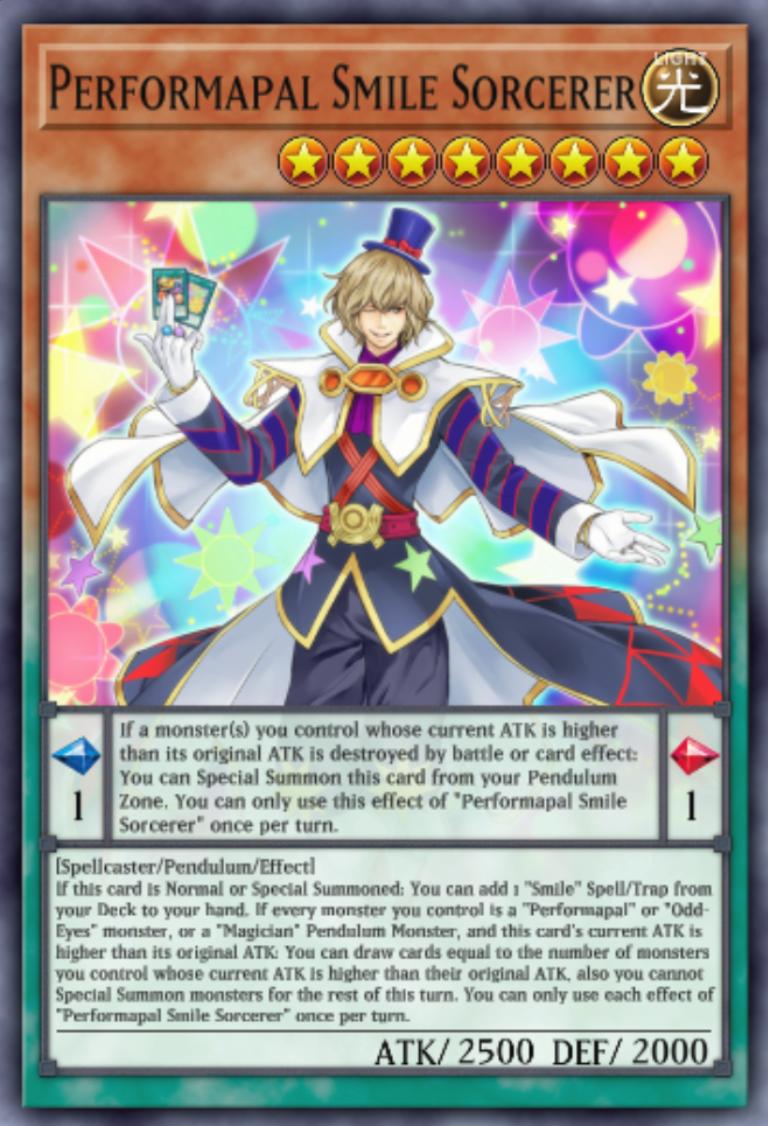 PERFORMAPAL SMILE SORCERER
LIGHT
光
If a monster(s) you control whose current ATK is higher
than its original ATK is destroyed by battle or card effect:
You can Special Summon this card from your Pendulum
Zone. You can only use this effect of "Performapal Smile
Sorcerer" once per turn.
1
1
[Spellcaster/Pendulum/Effect]
If this card is Normal or Special Summoned: You can add 1 "Smile" Spell/Trap from
your Deck to your hand. If every monster you control is a "Performapal" or "Odd-
Eyes" monster, or a "Magician" Pendulum Monster, and this card's current ATK is
higher than its original ATK: You can draw cards equal to the number of monsters
you control whose current ATK is higher than their original ATK, also you cannot
Special Summon monsters for the rest of this turn. You can only use each effect of
"Performapal Smile Sorcerer" once per turn.
ATK/ 2500 DEF/ 2000